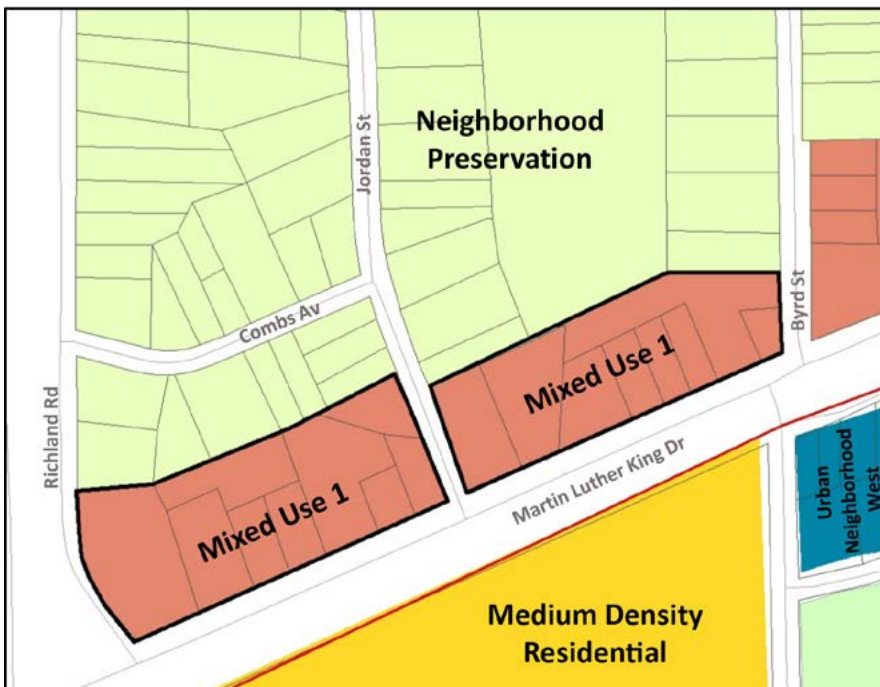 Neighborhood
Preservation
Jordan St
Combs Av
Byrd St
Richland Rd
Mixed Use 1
Mixed Use 1
Martin Luther King Dr
Urban
Neighborhood
West
Medium Density
Residential